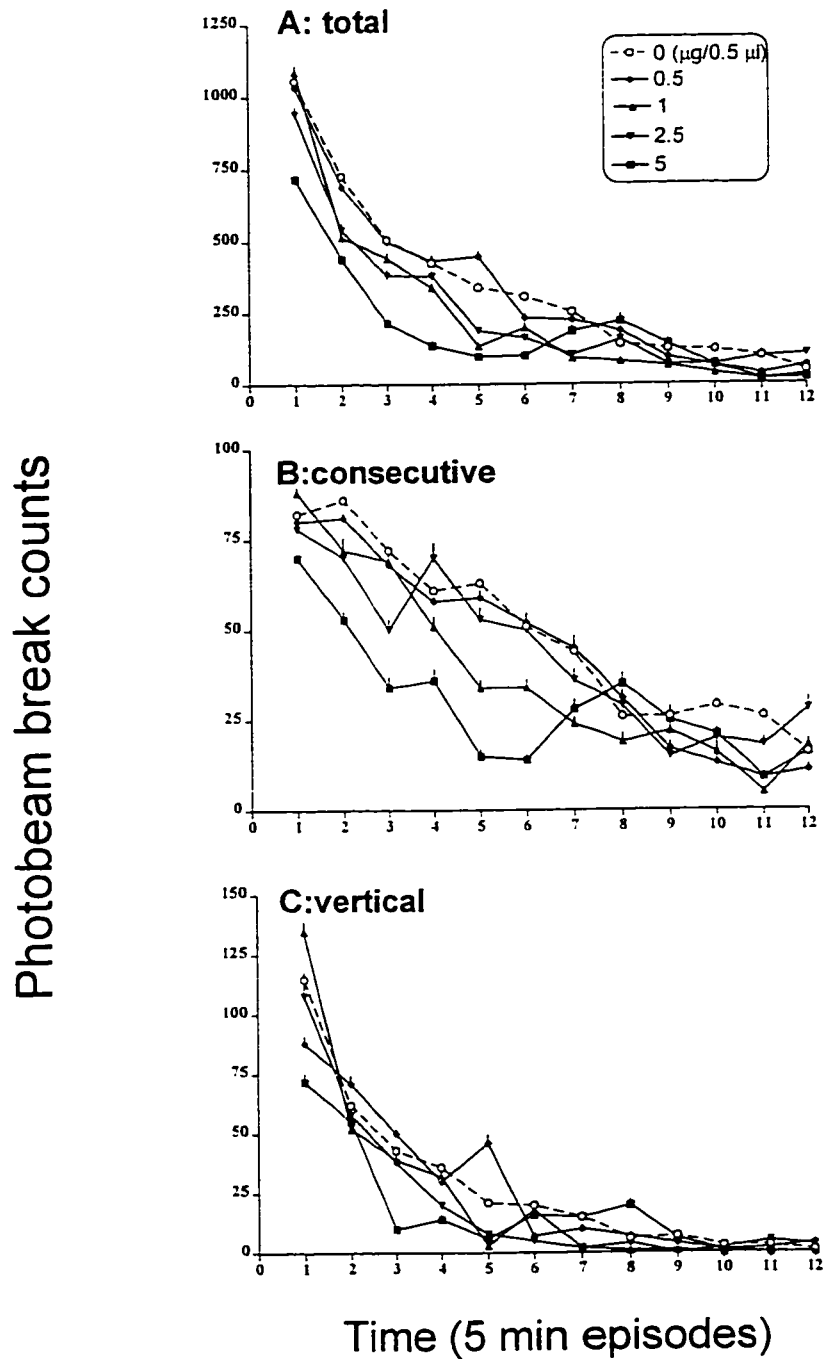 A: total
1250
1000
750
500
250
0
0 1 2 3 4 5 6 7 8 9 10 11 12
0 (µg/0.5 µl)
0.5
1
2.5
5
Photobeam break counts
B:consecutive
100
75
50
25
0
0 1 2 3 4 5 6 7 8 9 10 11 12
C:vertical
150
125
100
75
50
25
0
0 1 2 3 4 5 6 7 8 9 10 11 12
Time (5 min episodes)